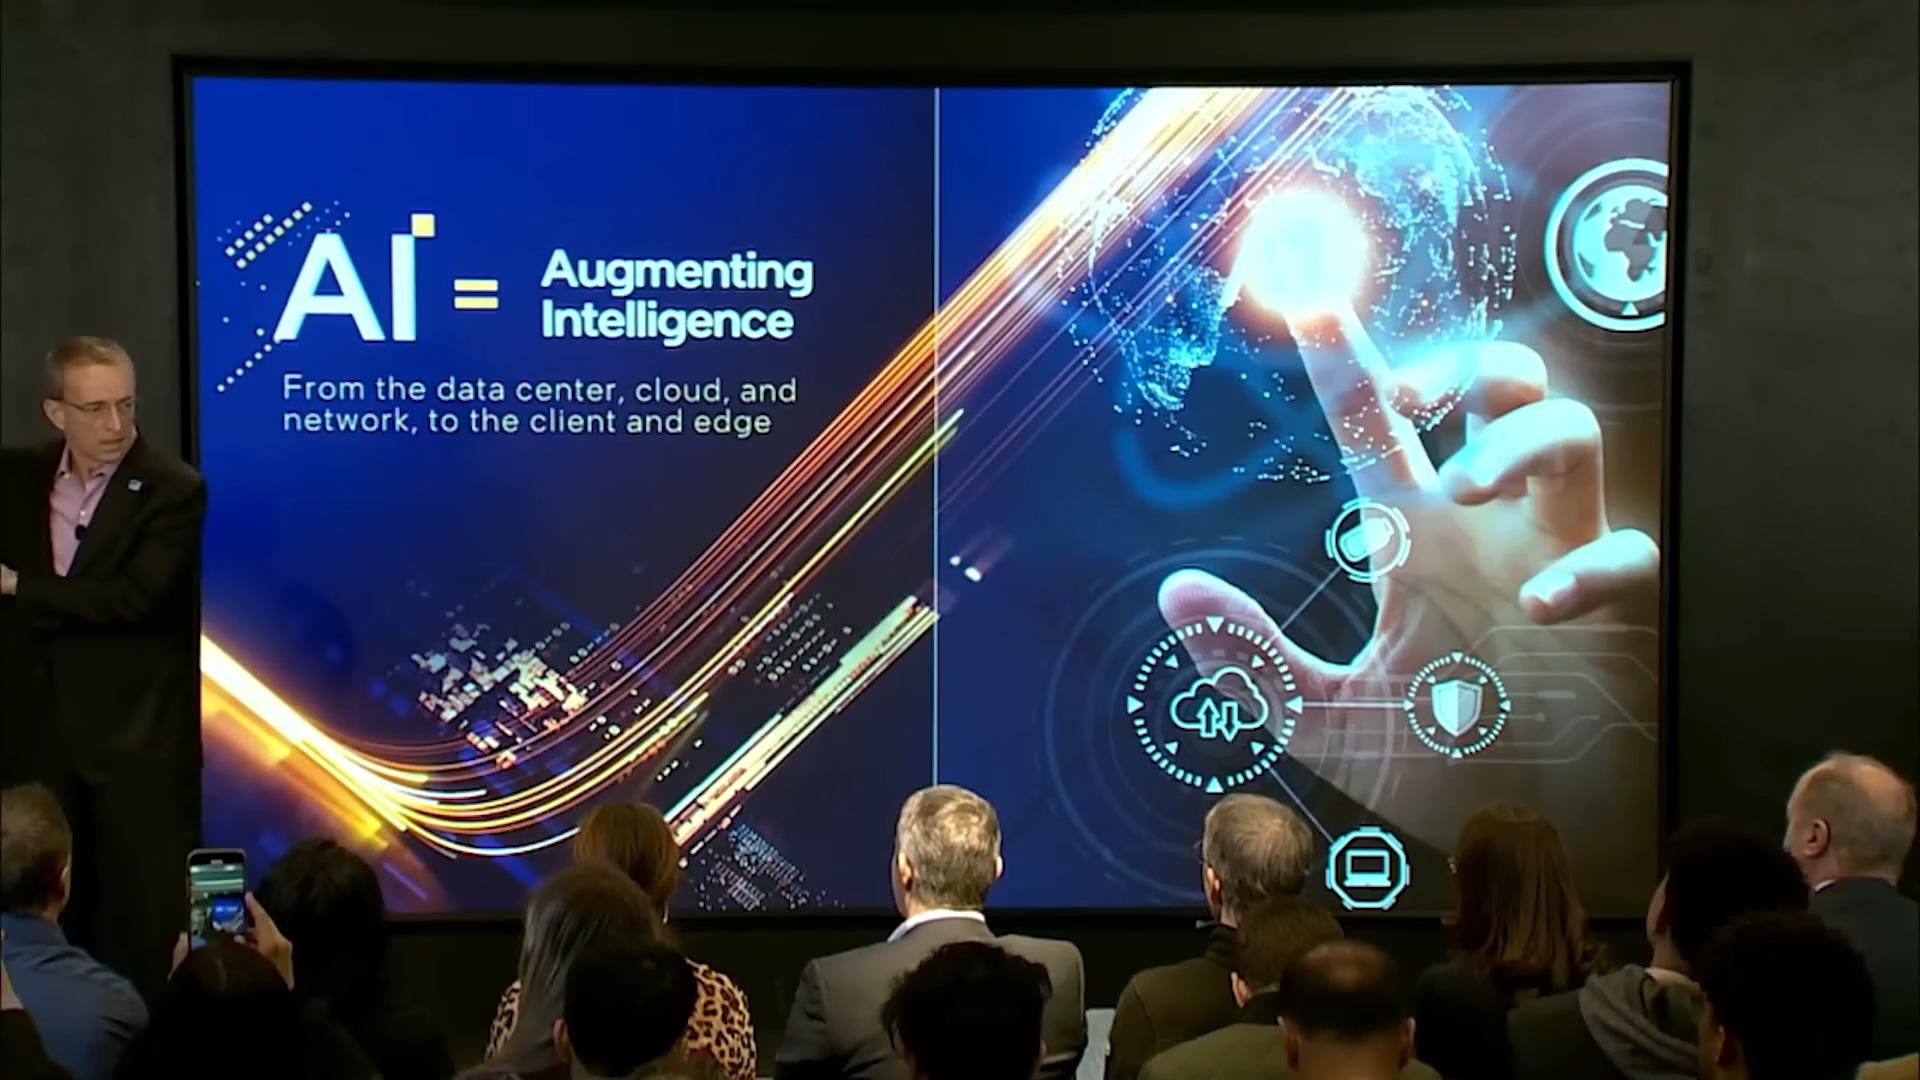 AI = Augmenting
Intelligence
From the data center, cloud, and
network, to the client and edge